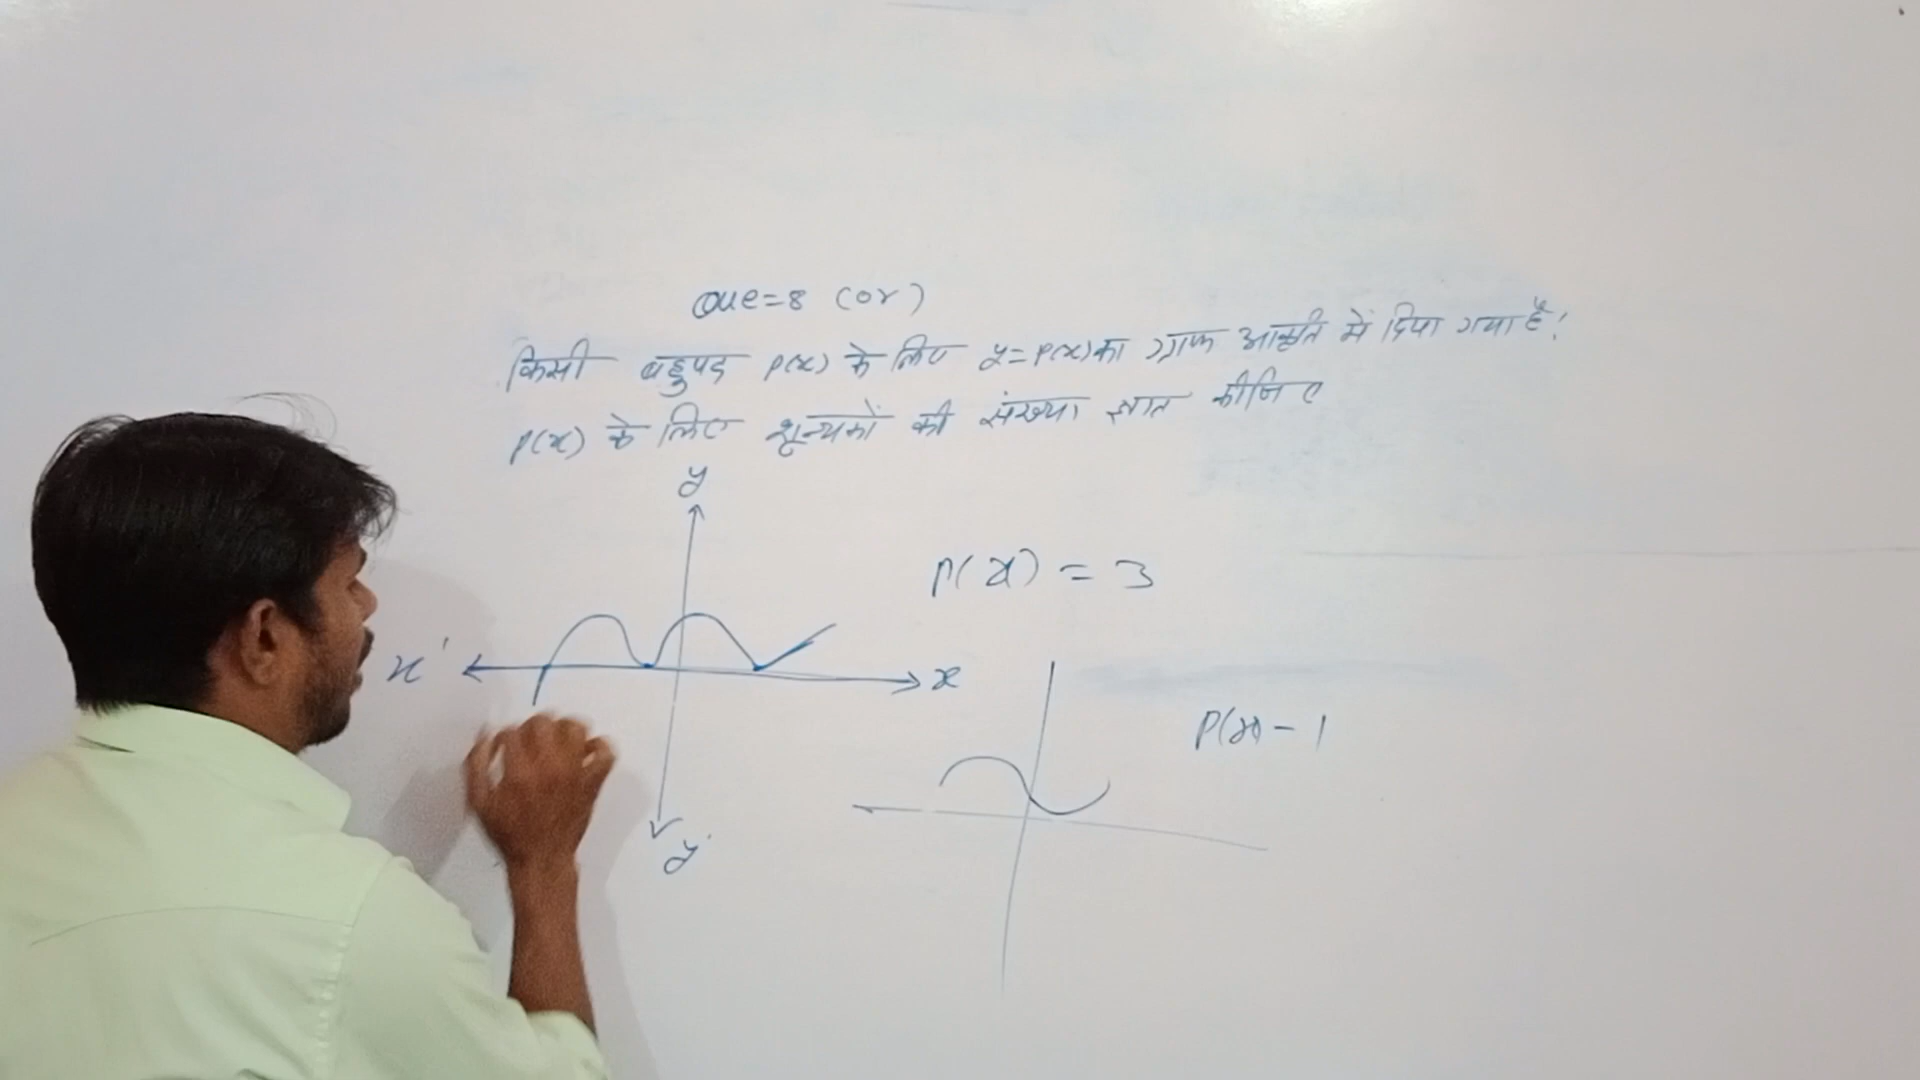 Que=8 (or)
किसी बहुपद P(x) के लिए y=P(x) का ग्राफ आकृति में दिया गया है।
P(x) के लिए शून्यकों की संख्या ज्ञात कीजिए
y
P(x) = 3
x'
x
P(x) - 1
y'